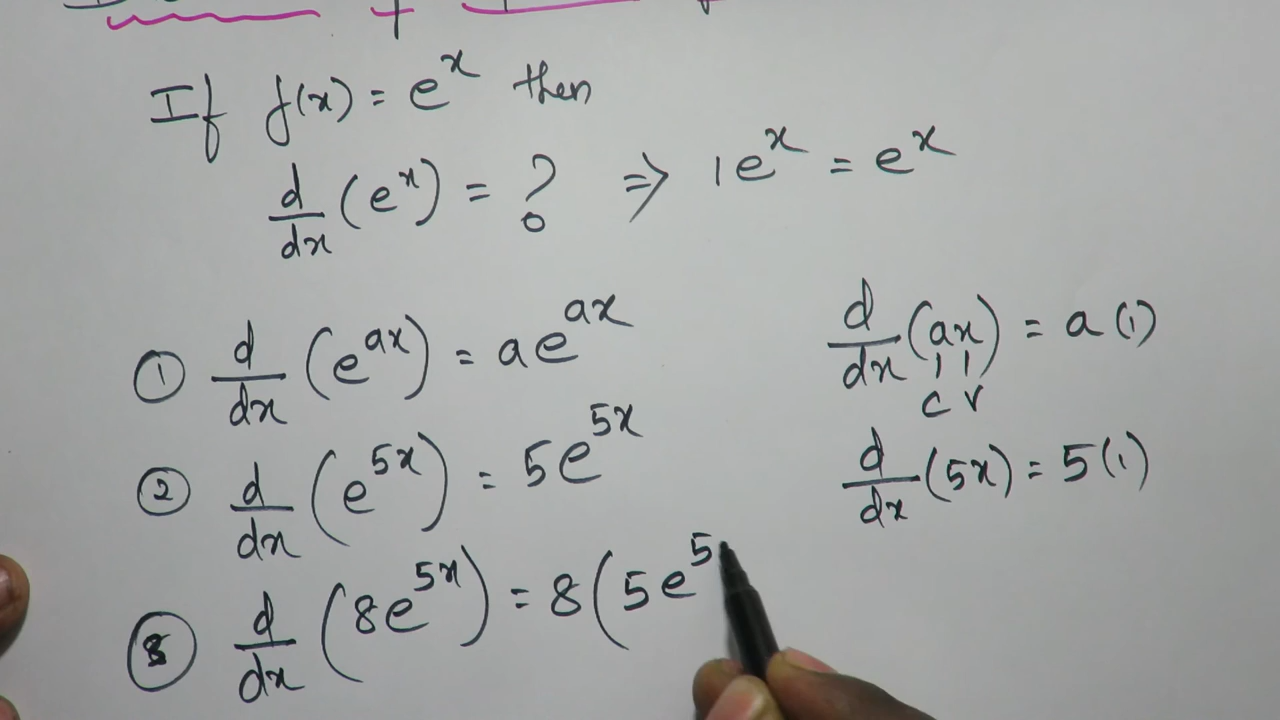 If f(x) = e^x then
d/dx (e^x) = ? ⇒ 1e^x = e^x
① d/dx (e^ax) = ae^ax
d/dx (ax) = a(1)
c v
② d/dx (e^5x) = 5e^5x
d/dx (5x) = 5(1)
③ d/dx (8e^5x) = 8(5e^5